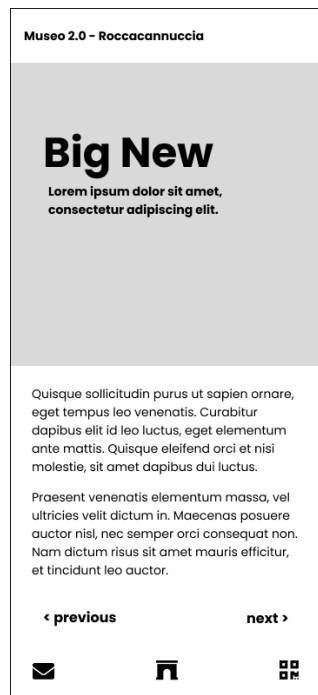 Museo 2.0 - Roccacannuccia
Big New
Lorem ipsum dolor sit amet,
consectetur adipiscing elit.
Quisque sollicitudin purus ut sapien ornare,
eget tempus leo venenatis. Curabitur
dapibus elit id leo luctus, eget elementum
ante mattis. Quisque eleifend orci et nisi
molestie, sit amet dapibus dui luctus.
Praesent venenatis elementum massa, vel
ultricies velit dictum in. Maecenas posuere
auctor nisl, nec semper orci consequat non.
Nam dictum risus sit amet mauris efficitur,
et tincidunt leo auctor.
< previous
next >